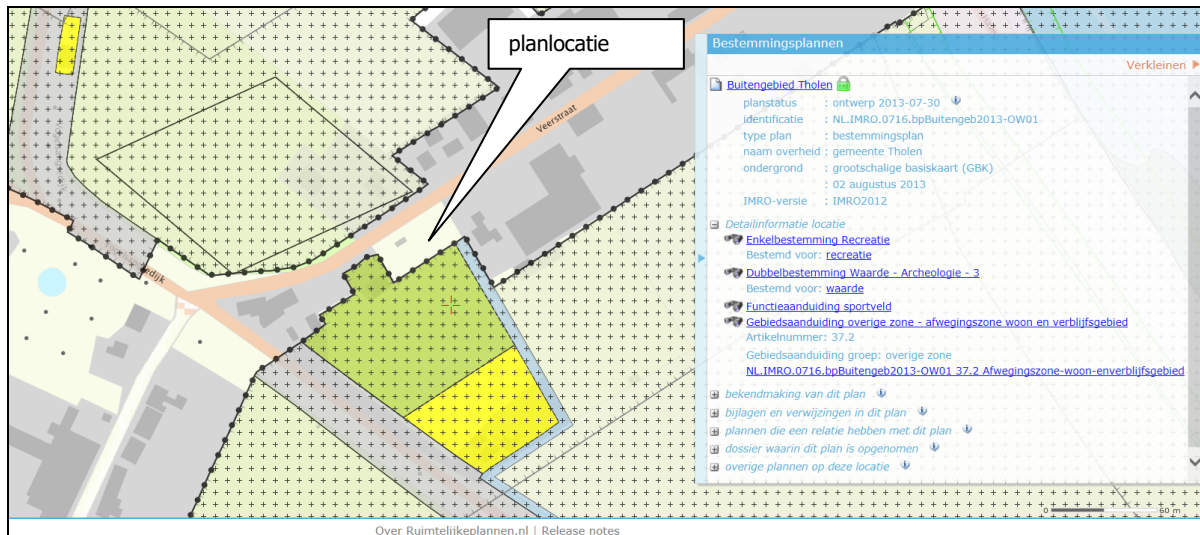 planlocatie
Veerstraat
edijk
Bestemmingsplannen
Verkleinen
Buitengebied Tholen
planstatus : ontwerp 2013-07-30
identificatie : NL.IMRO.0716.bpBuitengeb2013-OW01
type plan : bestemmingsplan
naam overheid : gemeente Tholen
ondergrond : grootschalige basiskaart (GBK)
: 02 augustus 2013
IMRO-versie : IMRO2012
Detailinformatie locatie
Enkelbestemming Recreatie
Bestemd voor: recreatie
Dubbelbestemming Waarde - Archeologie - 3
Bestemd voor: waarde
Functieaanduiding sportveld
Gebiedsaanduiding overige zone - afwegingszone woon en verblijfsgebied
Artikelnummer: 37.2
Gebiedsaanduiding groep: overige zone
NL.IMRO.0716.bpBuitengeb2013-OW01 37.2 Afwegingszone-woon-enverblijfsgebied
bekendmaking van dit plan
bijlagen en verwijzingen in dit plan
plannen die een relatie hebben met dit plan
dossier waarin dit plan is opgenomen
overige plannen op deze locatie
0 60 m
Over Ruimtelijkeplannen.nl | Release notes